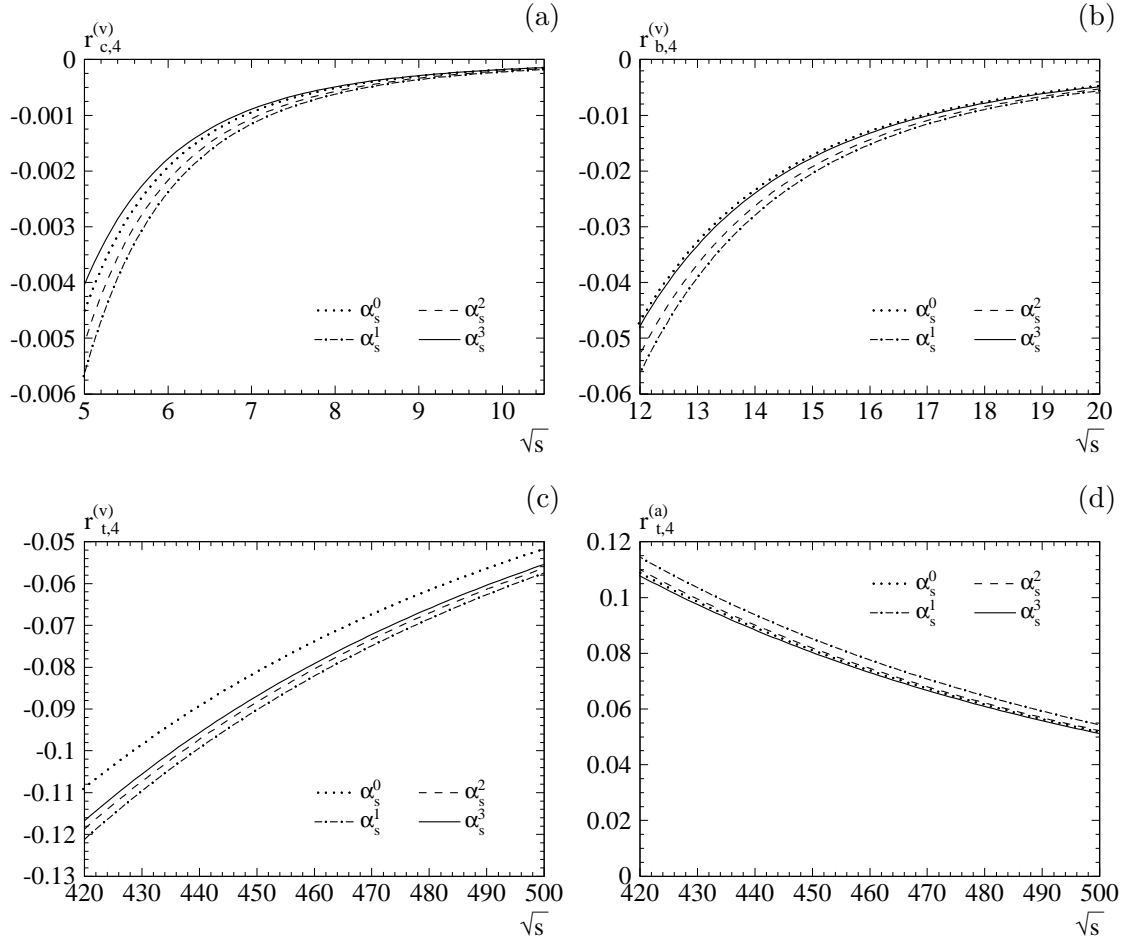 (a)
r_{c,4}^{(v)}
0
-0.001
-0.002
-0.003
-0.004
-0.005
-0.006
5 6 7 8 9 10
√s
α_s^0 α_s^2
α_s^1 α_s^3
(b)
r_{b,4}^{(v)}
0
-0.01
-0.02
-0.03
-0.04
-0.05
-0.06
12 13 14 15 16 17 18 19 20
√s
α_s^0 α_s^2
α_s^1 α_s^3
(c)
r_{t,4}^{(v)}
-0.05
-0.06
-0.07
-0.08
-0.09
-0.1
-0.11
-0.12
-0.13
420 430 440 450 460 470 480 490 500
√s
α_s^0 α_s^2
α_s^1 α_s^3
(d)
r_{t,4}^{(a)}
0.12
0.1
0.08
0.06
0.04
0.02
0
420 430 440 450 460 470 480 490 500
√s
α_s^0 α_s^2
α_s^1 α_s^3